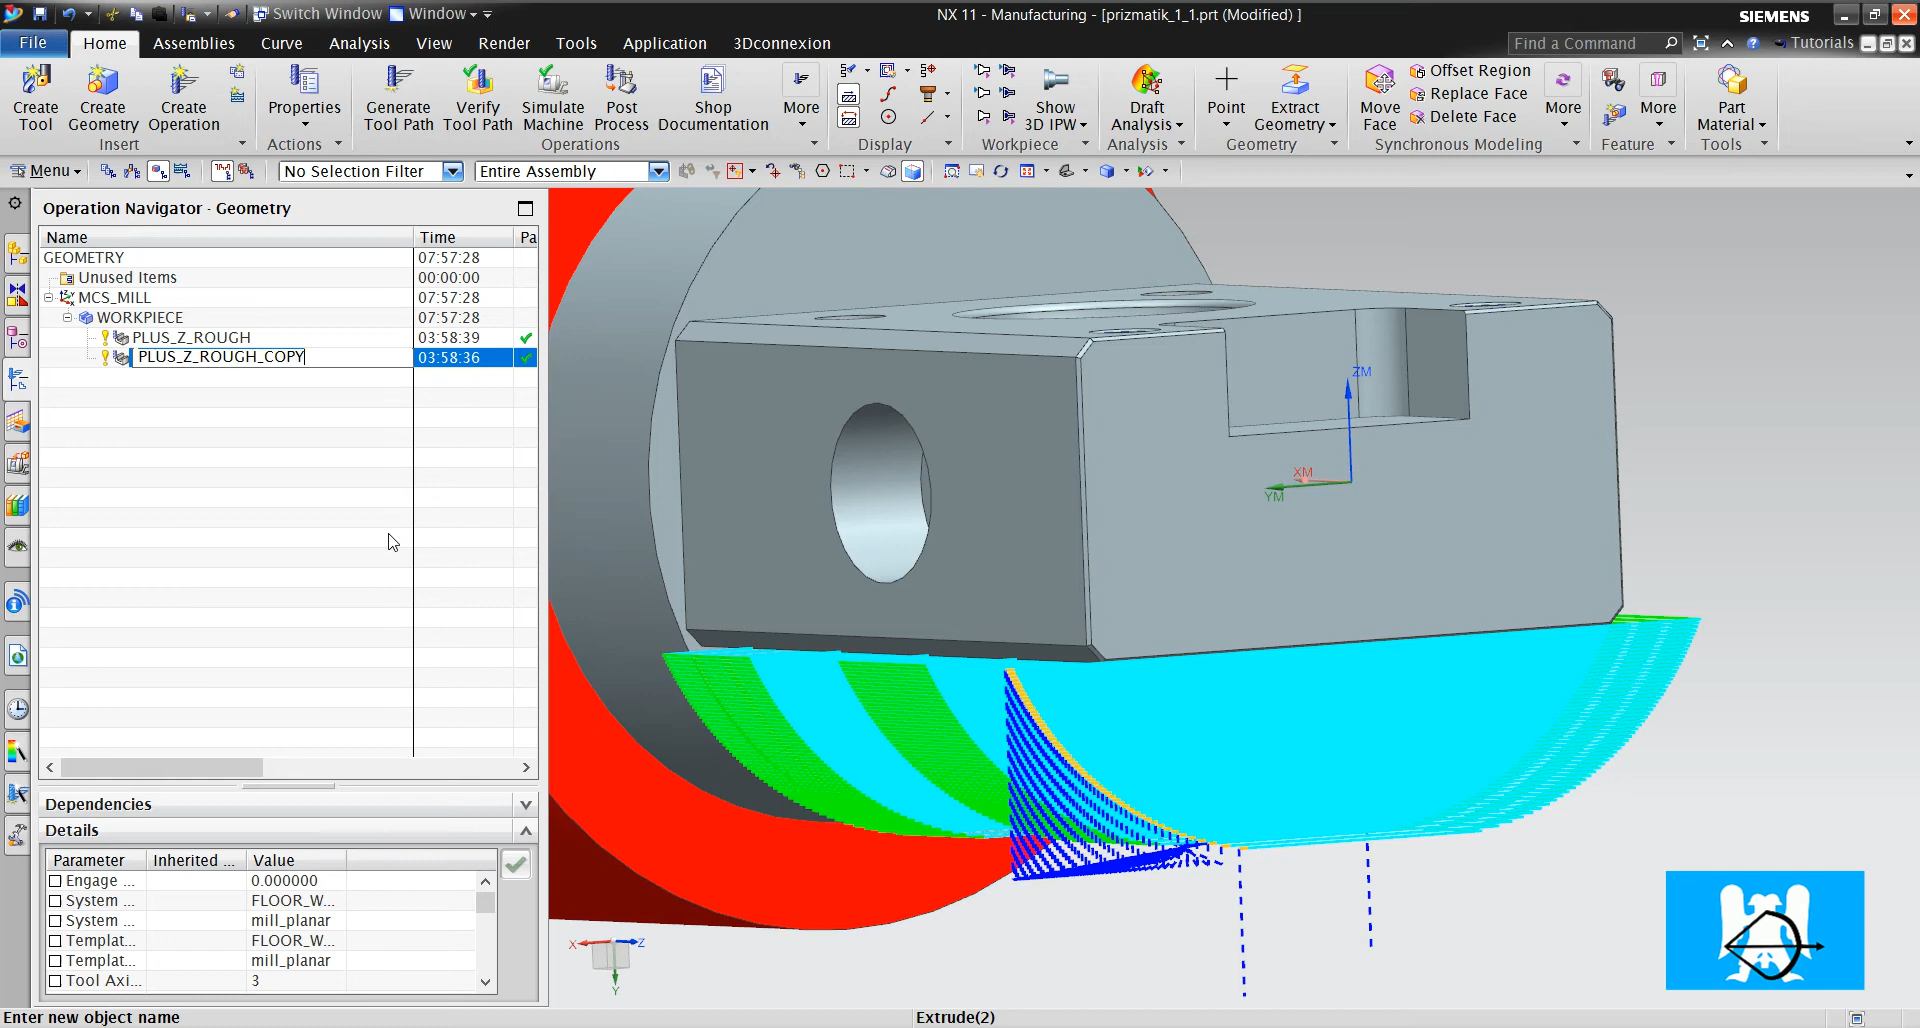 Switch Window Window
NX 11 - Manufacturing - [prizmatik_1_1.prt (Modified) ]
SIEMENS
File Home Assemblies Curve Analysis View Render Tools Application 3Dconnexion
Find a Command
Tutorials
Create Tool
Create Geometry
Create Operation
Insert
Properties
Actions
Generate Tool Path
Verify Tool Path
Simulate Machine
Post Process
Shop Documentation
More
Operations
Display
Show 3D IPW
Workpiece
Draft Analysis
Analysis
Point
Extract Geometry
Geometry
Move Face
Offset Region
Replace Face
Delete Face
More
Synchronous Modeling
More
Feature
Part Material
Tools
Menu
No Selection Filter
Entire Assembly
Operation Navigator - Geometry
Name Time Pa
GEOMETRY 07:57:28
Unused Items 00:00:00
MCS_MILL 07:57:28
WORKPIECE 07:57:28
PLUS_Z_ROUGH 03:58:39
PLUS_Z_ROUGH_COPY 03:58:36
ZM
XM
YM
X
Z
Y
Dependencies
Details
Parameter Inherited ... Value
Engage ... 0.000000
System ... FLOOR_W...
System ... mill_planar
Templat... FLOOR_W...
Templat... mill_planar
Tool Axi... 3
Enter new object name
Extrude(2)